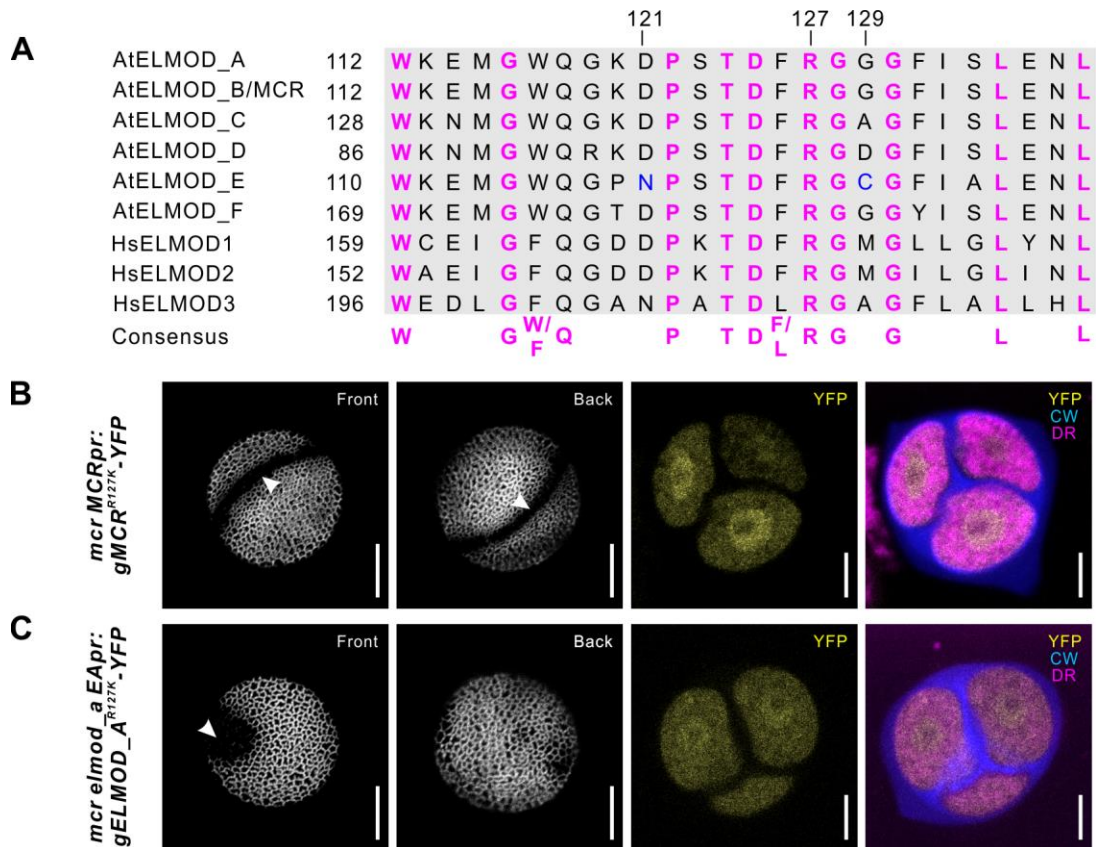 121 127 129
A
AtELMOD_A 112 W K E M G W Q G K D P S T D F R G G G F I S L E N L
AtELMOD_B/MCR 112 W K E M G W Q G K D P S T D F R G G G F I S L E N L
AtELMOD_C 128 W K N M G W Q G K D P S T D F R G A G F I S L E N L
AtELMOD_D 86 W K N M G W Q R K D P S T D F R G D G F I S L E N L
AtELMOD_E 110 W K N M G W Q G P N P S T D F R G C G F I A L E N L
AtELMOD_F 169 W K E M G W Q G T D P S T D F R G G G Y I S L E N L
HsELMOD1 159 W C E I G F Q G D D P K T D F R G M G L L G L Y N L
HsELMOD2 152 W A E I G F Q G D D P K T D F R G M G I L G L I N L
HsELMOD3 196 W E D L G F Q G A N P A T D L R G A G F L A L L H L
Consensus W G W/F Q P T D F/L R G G L L
B
mcr MCRpr:
gMCR^R127K-YFP
Front
Back
YFP
YFP
CW
DR
C
mcr elmod_a EApr:
gELMOD_A^R127K-YFP
Front
Back
YFP
YFP
CW
DR